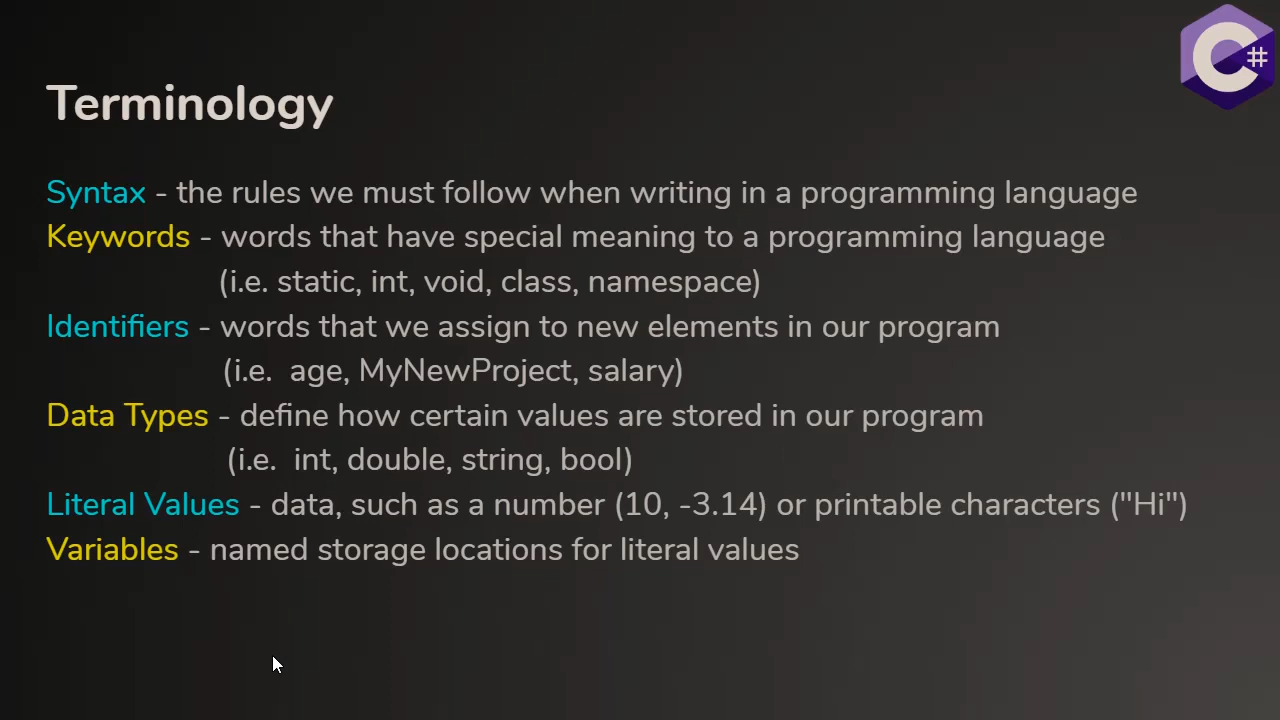 C#
Terminology
Syntax - the rules we must follow when writing in a programming language
Keywords - words that have special meaning to a programming language
(i.e. static, int, void, class, namespace)
Identifiers - words that we assign to new elements in our program
(i.e.  age, MyNewProject, salary)
Data Types - define how certain values are stored in our program
(i.e.  int, double, string, bool)
Literal Values - data, such as a number (10, -3.14) or printable characters ("Hi")
Variables - named storage locations for literal values